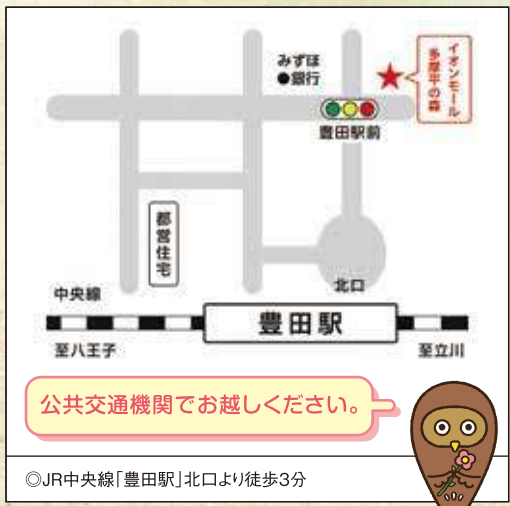 みずほ
●銀行
イオンモール
多摩平の森
豊田駅前
都営住宅
北口
中央線
豊田駅
至八王子
至立川
公共交通機関でお越しください。
◎JR中央線「豊田駅」北口より徒歩3分